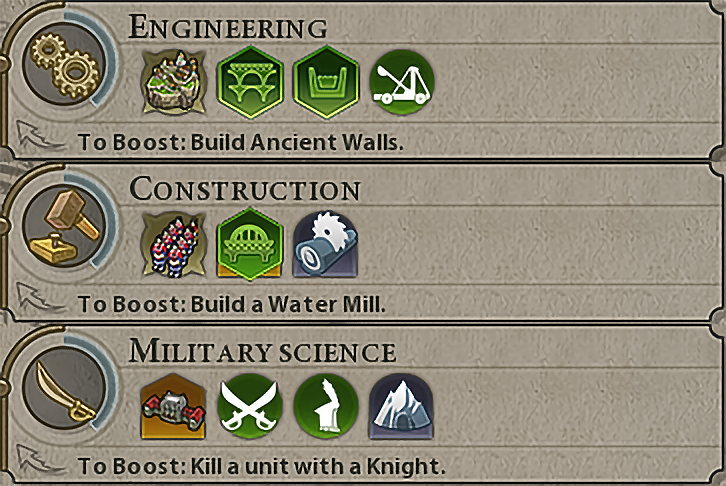 ENGINEERING
To Boost: Build Ancient Walls.
CONSTRUCTION
To Boost: Build a Water Mill.
MILITARY SCIENCE
To Boost: Kill a unit with a Knight.